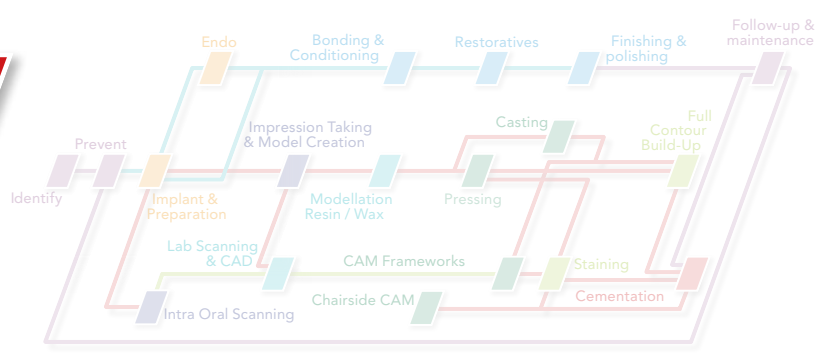 Follow-up &
maintenance
Endo
Bonding &
Conditioning
Restoratives
Finishing &
polishing
Prevent
Impression Taking
& Model Creation
Casting
Full
Contour
Build-Up
Identify
Implant &
Preparation
Modellation
Resin / Wax
Pressing
Lab Scanning
& CAD
CAM Frameworks
Staining
Intra Oral Scanning
Chairside CAM
Cementation